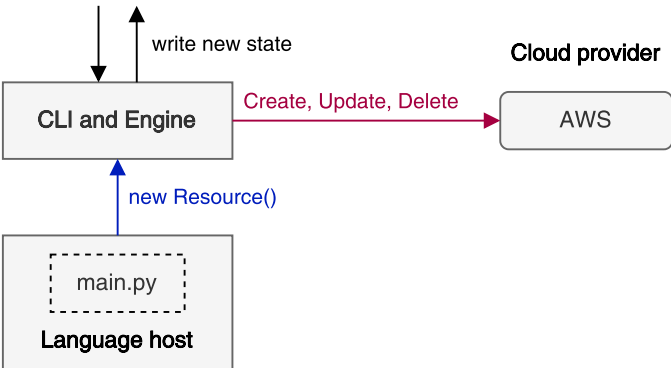 write new state
Cloud provider
CLI and Engine
Create, Update, Delete
AWS
new Resource()
main.py
Language host